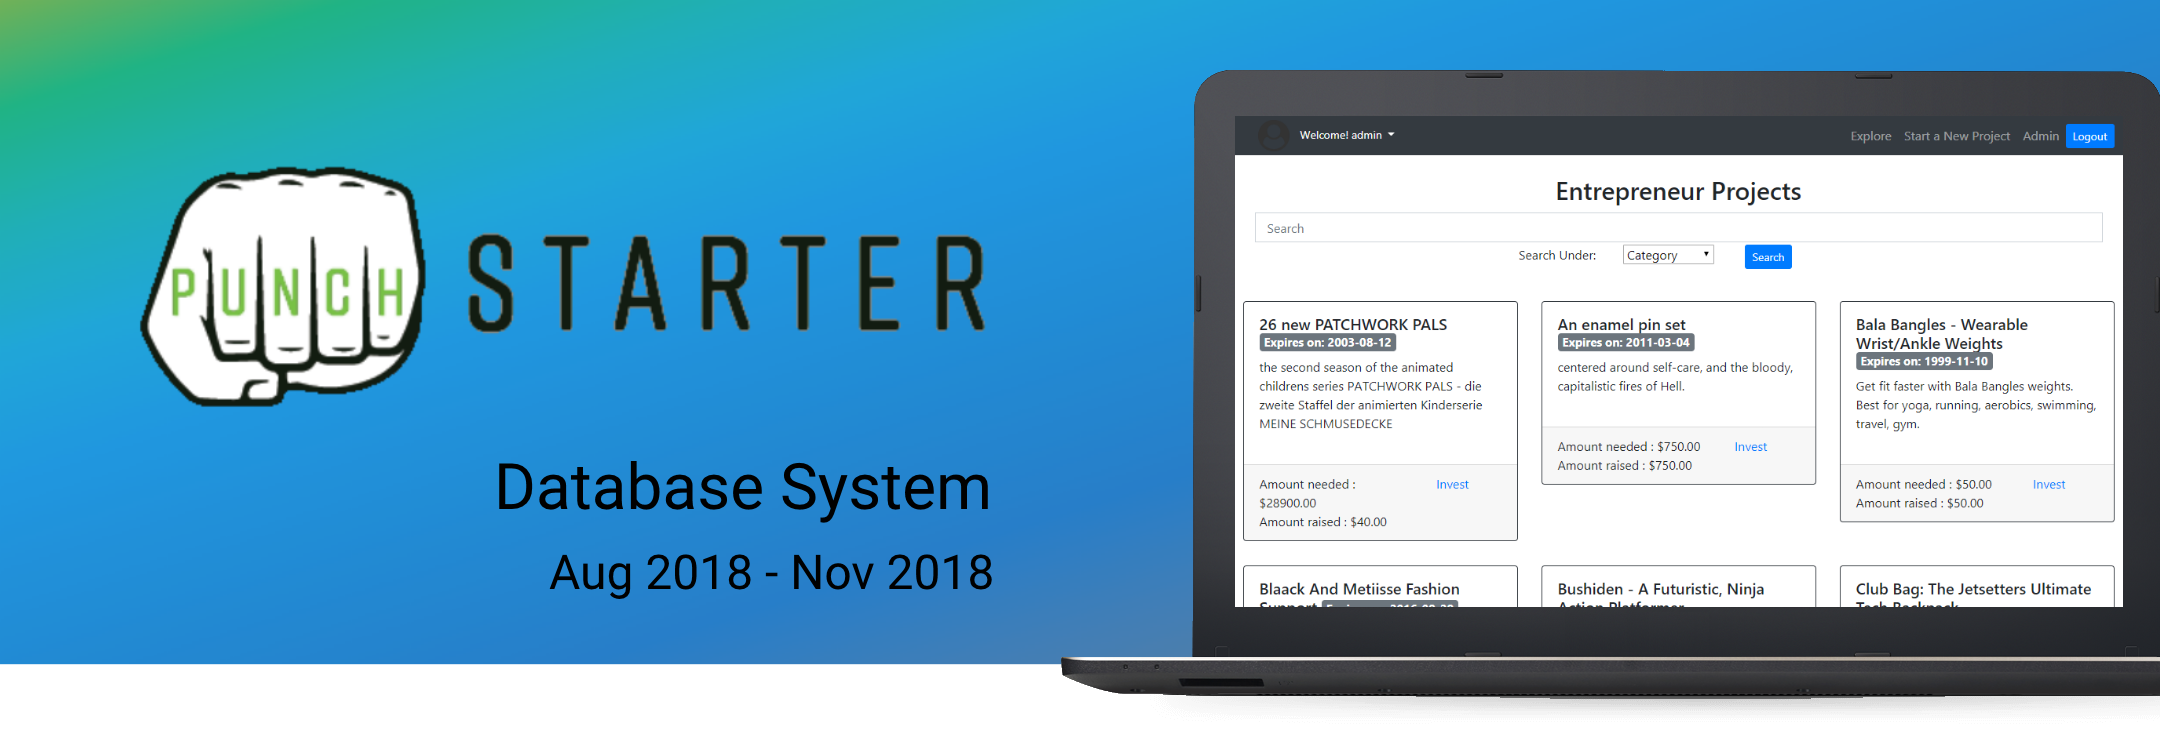 PUNCH STARTER
Database System
Aug 2018 - Nov 2018
Welcome! admin
Explore Start a New Project Admin Logout
Entrepreneur Projects
Search
Search Under: Category Search
26 new PATCHWORK PALS
Expires on: 2003-08-12
the second season of the animated
childrens series PATCHWORK PALS - die
zweite Staffel der animierten Kinderserie
MEINE SCHMUSEDECKE
Amount needed :
$28900.00
Invest
Amount raised : $40.00
An enamel pin set
Expires on: 2011-03-04
centered around self-care, and the bloody,
capitalistic fires of Hell.
Amount needed : $750.00 Invest
Amount raised : $750.00
Bala Bangles - Wearable
Wrist/Ankle Weights
Expires on: 1999-11-10
Get fit faster with Bala Bangles weights.
Best for yoga, running, aerobics, swimming,
travel, gym.
Amount needed : $50.00 Invest
Amount raised : $50.00
Blaack And Metiisse Fashion
Support
Bushiden - A Futuristic, Ninja
Action Platformer
Club Bag: The Jetsetters Ultimate
Tech Backpack